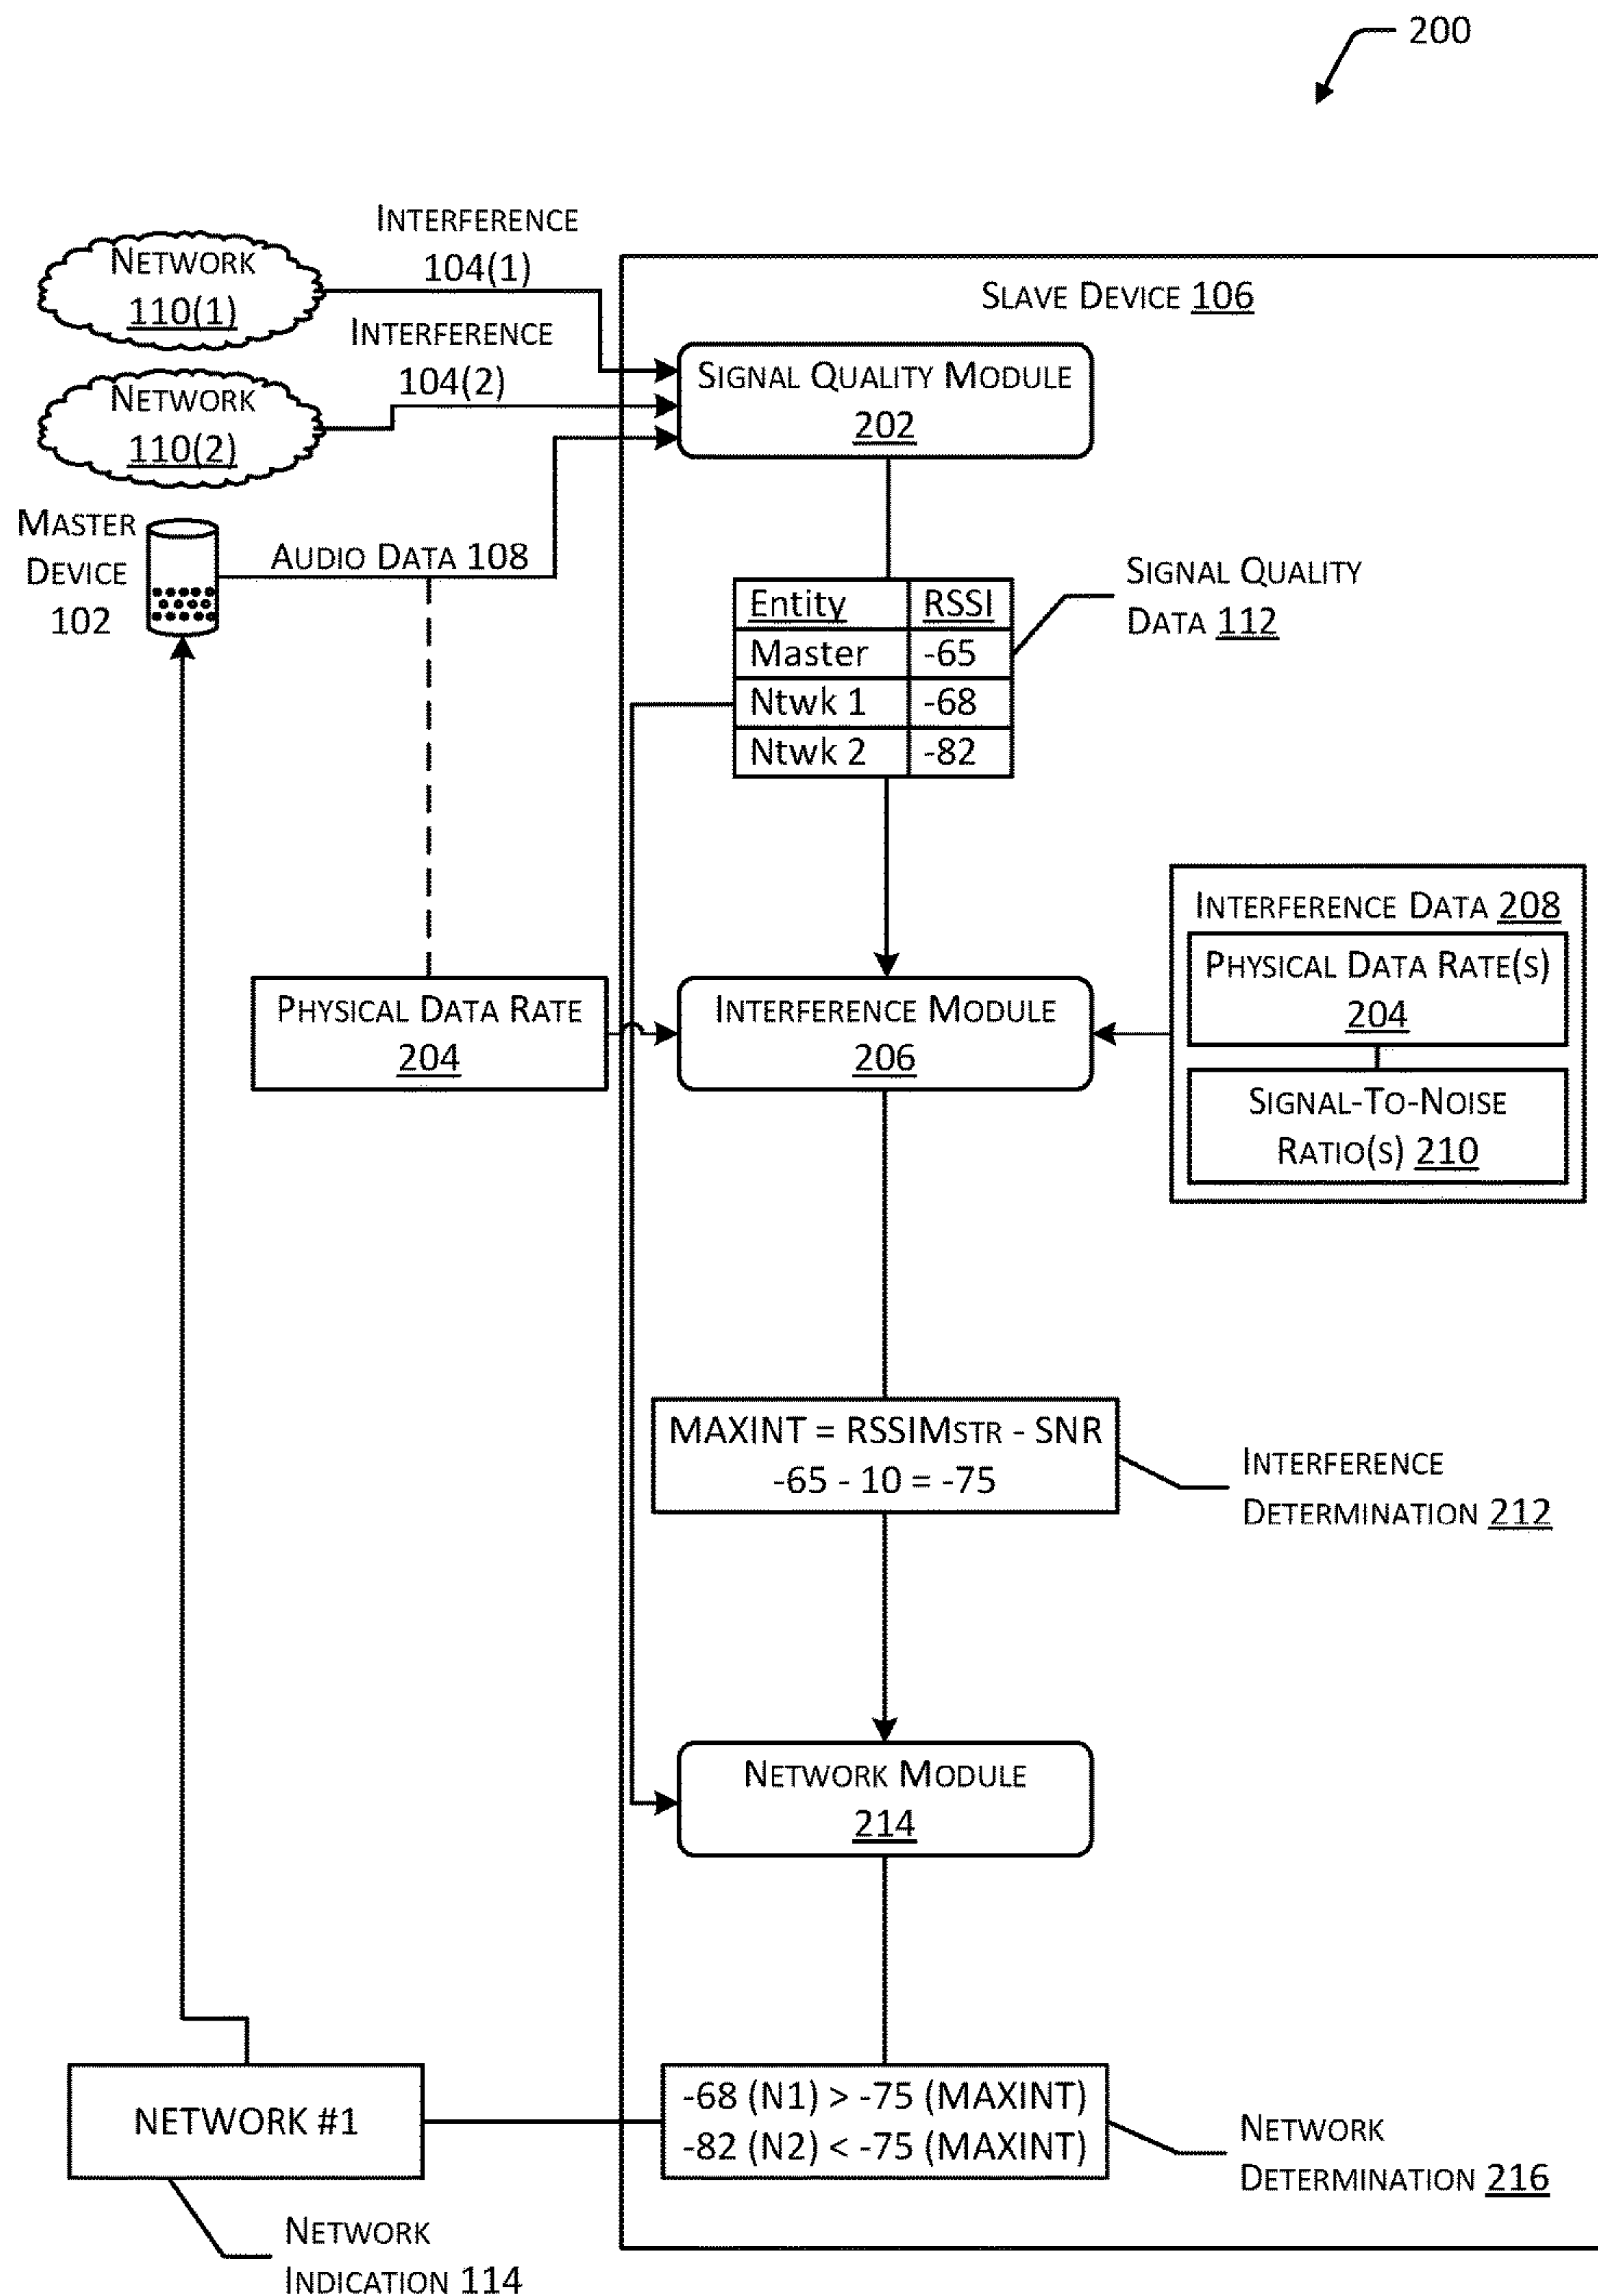 200
INTERFERENCE
104(1)
NETWORK
110(1)
SLAVE DEVICE 106
INTERFERENCE
104(2)
SIGNAL QUALITY MODULE
202
NETWORK
110(2)
MASTER
DEVICE
102
AUDIO DATA 108
SIGNAL QUALITY
DATA 112
Entity RSSI
Master -65
Ntwk 1 -68
Ntwk 2 -82
INTERFERENCE DATA 208
PHYSICAL DATA RATE(S)
204
SIGNAL-TO-NOISE
RATIO(S) 210
PHYSICAL DATA RATE
204
INTERFERENCE MODULE
206
MAXINT = RSSIMSTR - SNR
-65 - 10 = -75
INTERFERENCE
DETERMINATION 212
NETWORK MODULE
214
NETWORK #1
-68 (N1) > -75 (MAXINT)
-82 (N2) < -75 (MAXINT)
NETWORK
DETERMINATION 216
NETWORK
INDICATION 114